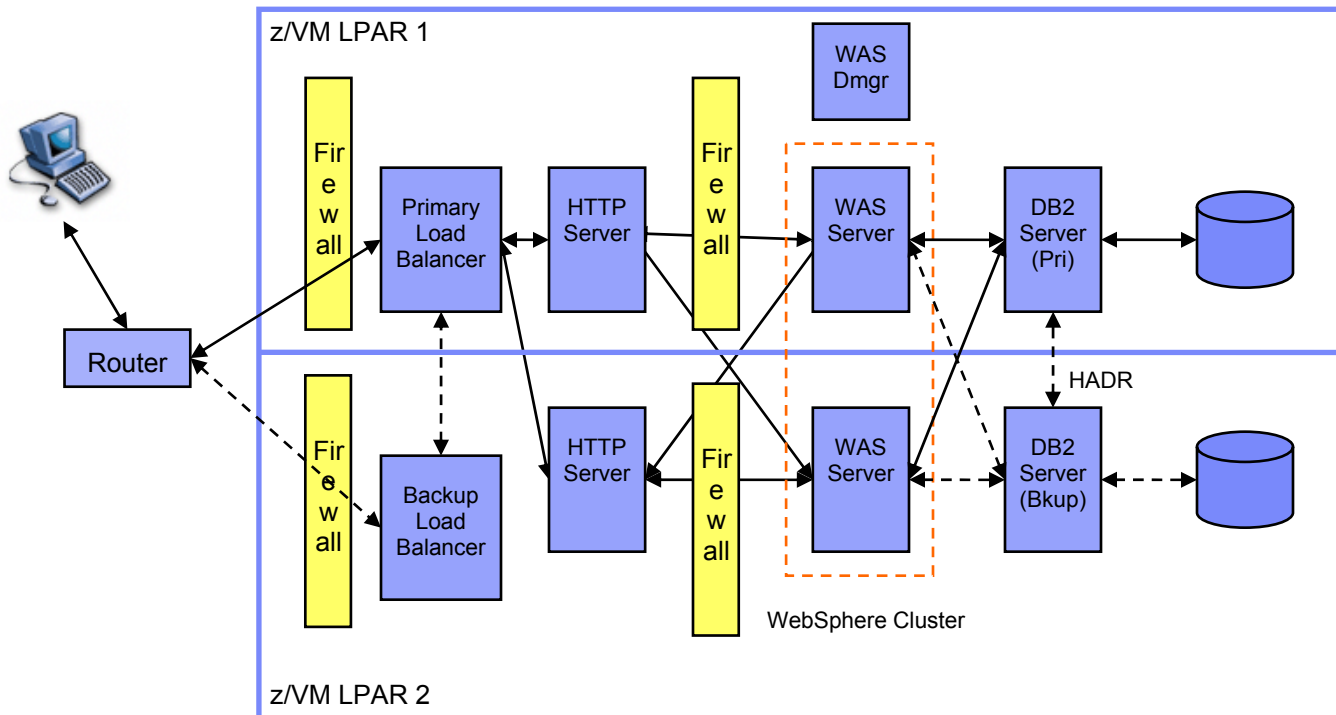 z/VM LPAR 1
WAS
Dmgr
Fir
e
w
all
Primary
Load
Balancer
HTTP
Server
Fir
e
w
all
WAS
Server
DB2
Server
(Pri)
Router
HADR
Fir
e
w
all
Backup
Load
Balancer
HTTP
Server
Fir
e
w
all
WAS
Server
DB2
Server
(Bkup)
WebSphere Cluster
z/VM LPAR 2